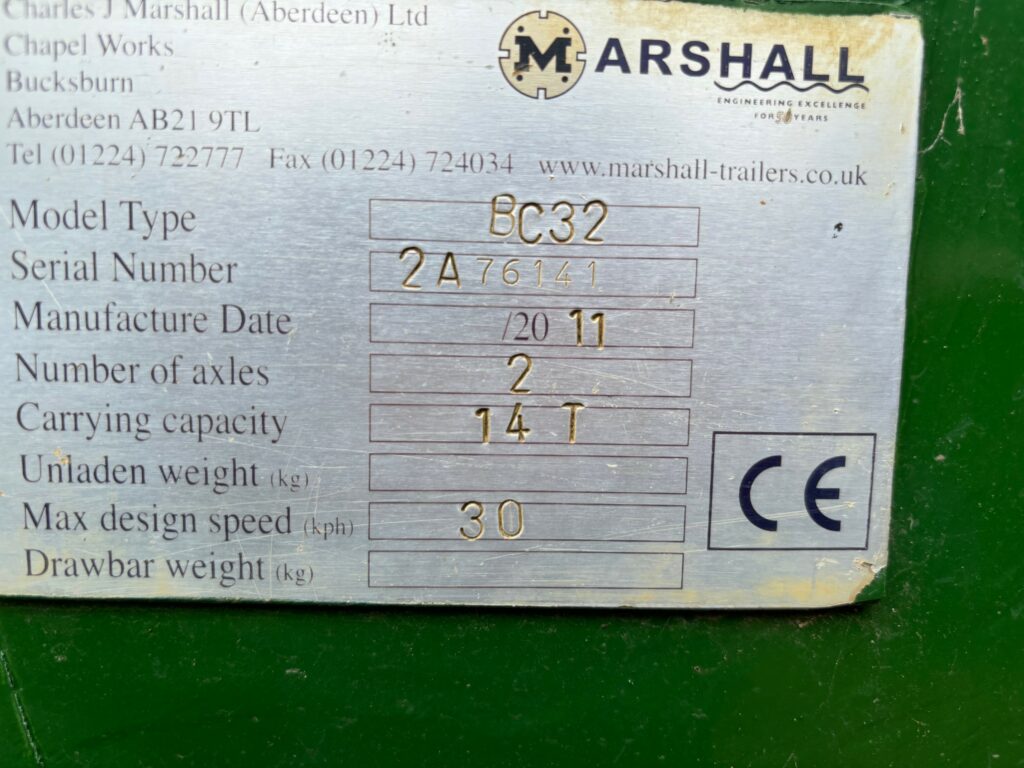 Charles J Marshall (Aberdeen) Ltd
Chapel Works
Bucksburn
Aberdeen AB21 9TL
Tel (01224) 722777 Fax (01224) 724034 www.marshall-trailers.co.uk
MARSHALL
ENGINEERING EXCELLENCE
FOR YEARS
Model Type BC32
Serial Number 2A76141
Manufacture Date /20 11
Number of axles 2
Carrying capacity 14 T
Unladen weight (kg)
Max design speed (kph) 30
Drawbar weight (kg)
CE